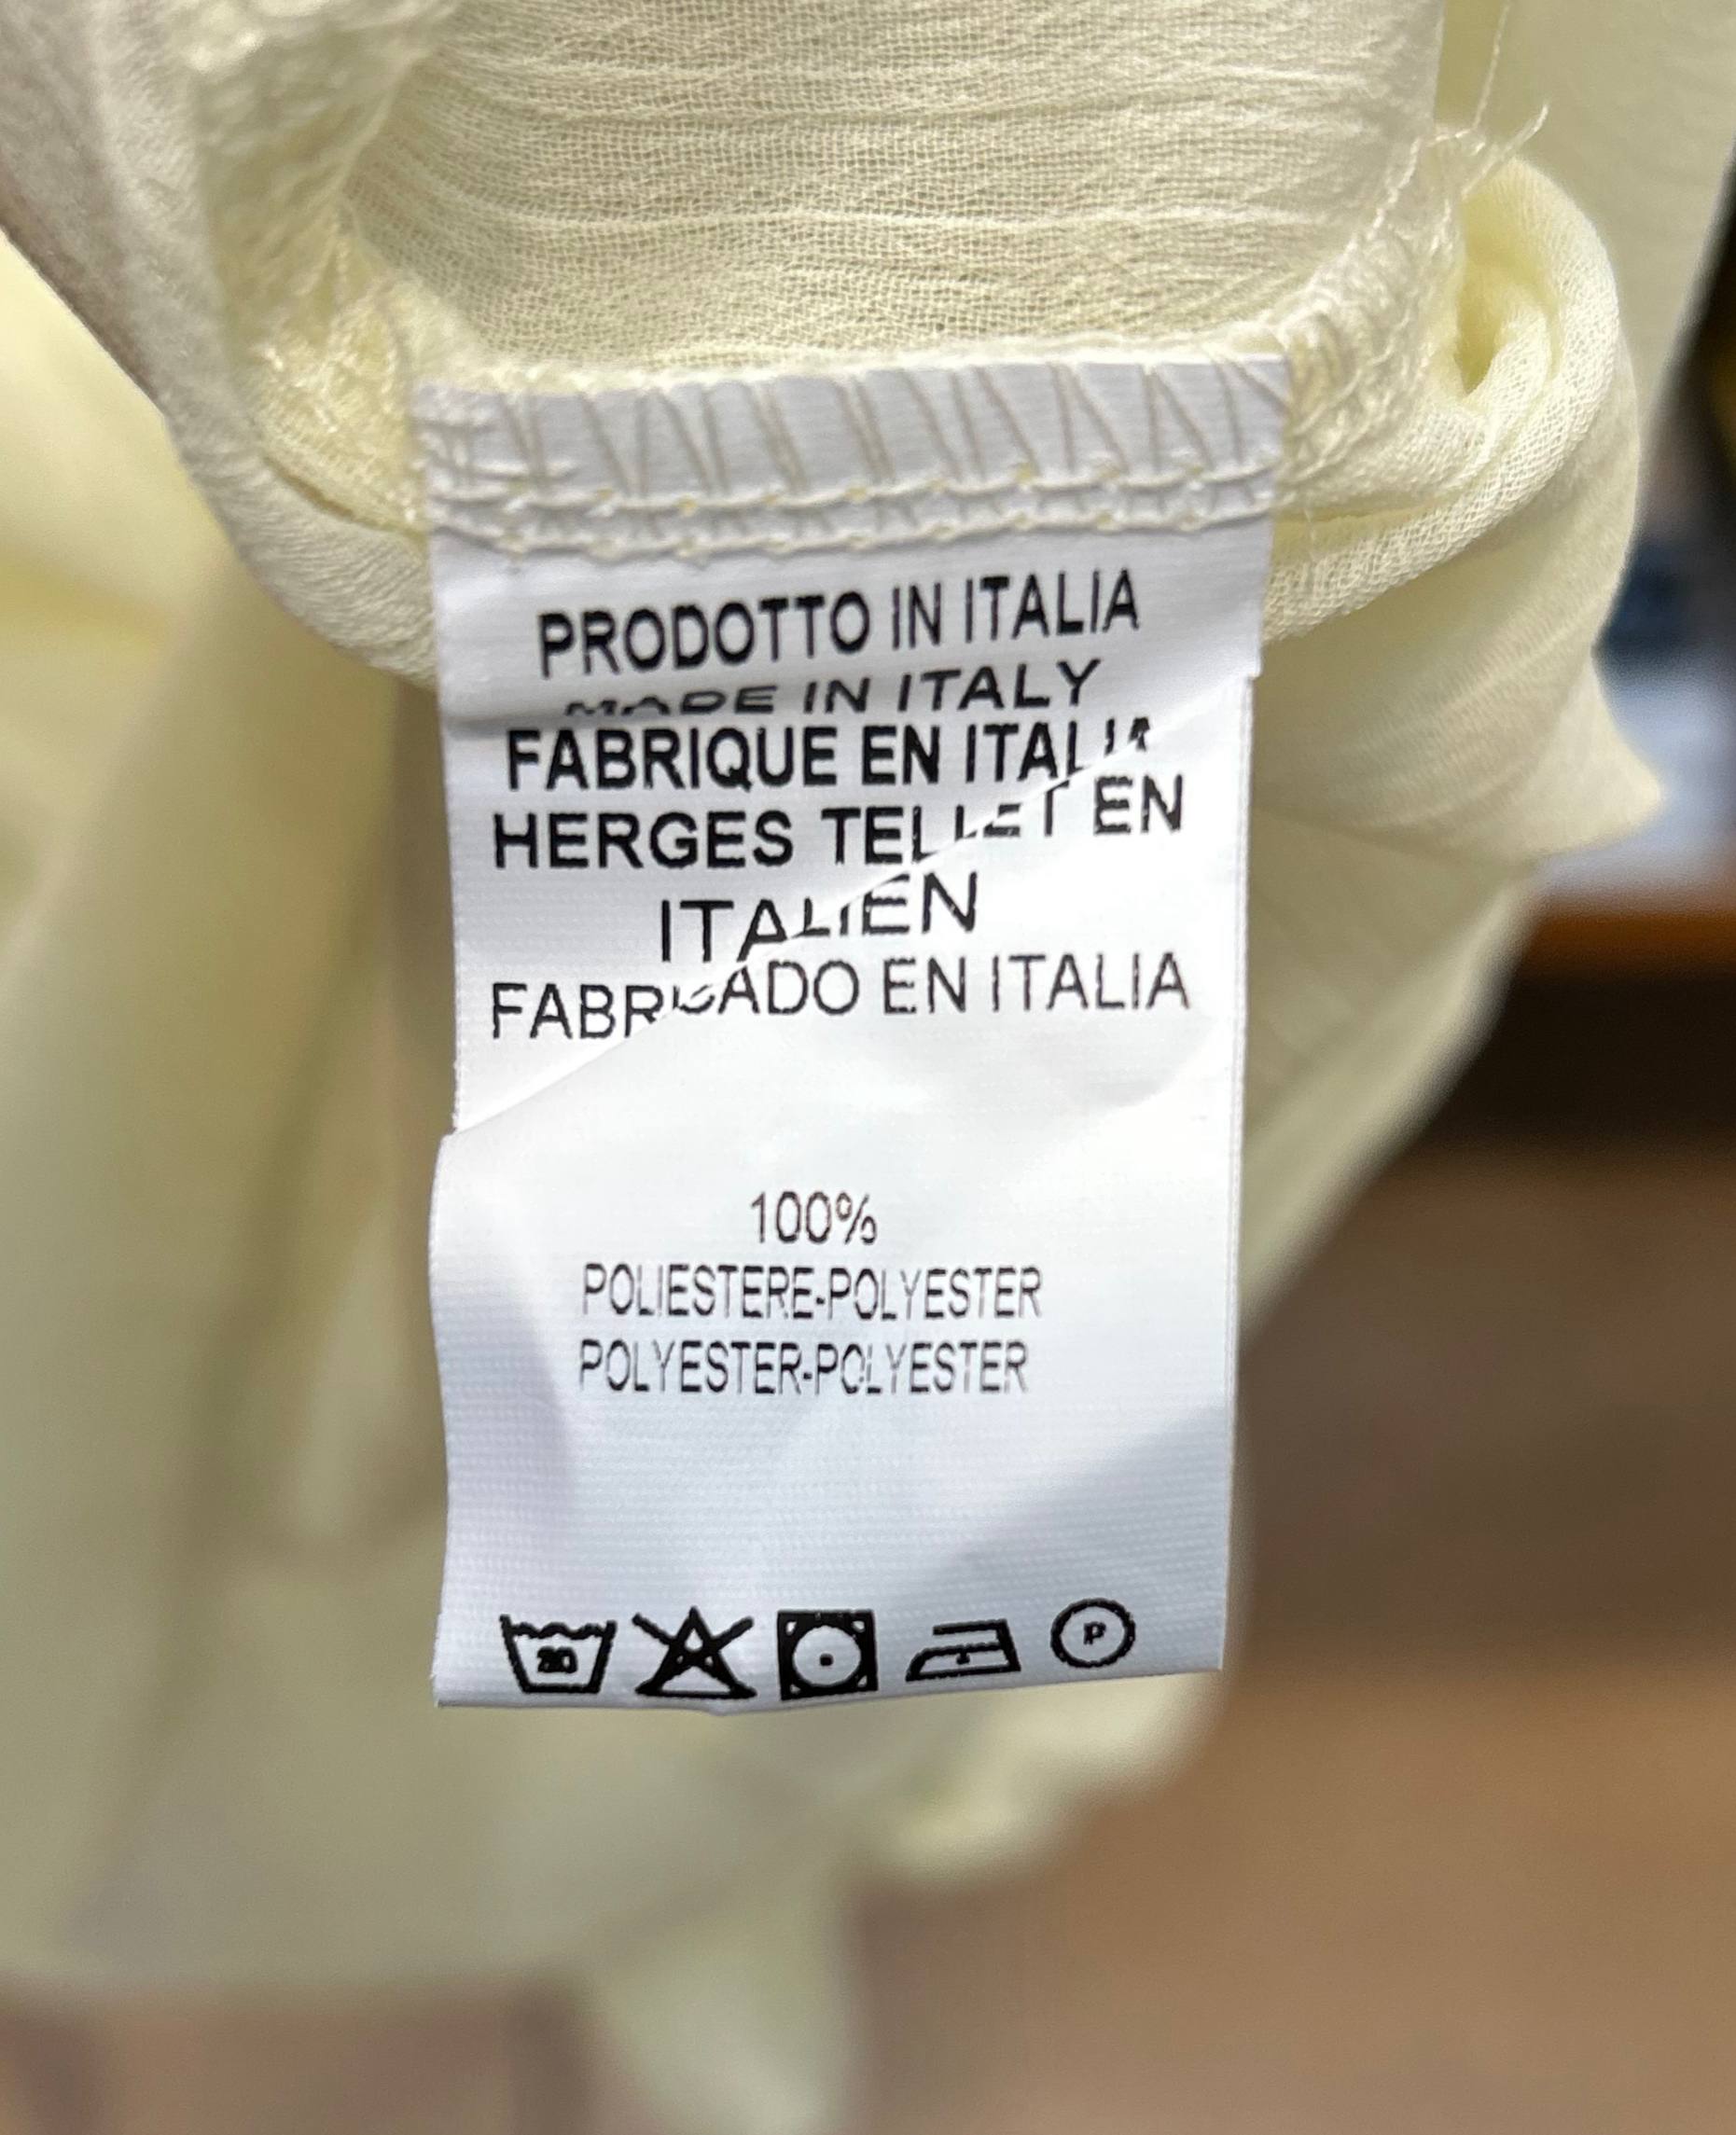 PRODOTTO IN ITALIA
MADE IN ITALY
FABRIQUE EN ITALIA
HERGES TELLET EN
ITALIEN
FABRICADO EN ITALIA
100%
POLIESTERE-POLYESTER
POLYESTER-POLYESTER
P